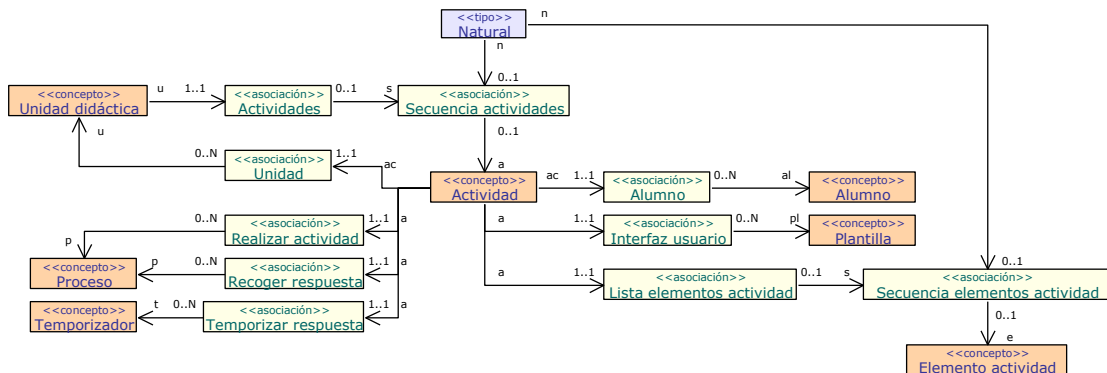 <<tipo>>
Natural
n
n
0..1
<<concepto>>
Unidad didáctica
u
1..1
<<asociación>>
Actividades
0..1
s
<<asociación>>
Secuencia actividades
u
0..1
0..N
<<asociación>>
Unidad
1..1
ac
a
<<concepto>>
Actividad
ac
1..1
<<asociación>>
Alumno
0..N
al
<<concepto>>
Alumno
0..N
<<asociación>>
Realizar actividad
1..1
a
a
1..1
<<asociación>>
Interfaz usuario
0..N
pl
<<concepto>>
Plantilla
p
<<concepto>>
Proceso
p
0..N
<<asociación>>
Recoger respuesta
1..1
a
a
1..1
<<asociación>>
Lista elementos actividad
0..1
s
0..1
<<asociación>>
Secuencia elementos actividad
<<concepto>>
Temporizador
t
0..N
<<asociación>>
Temporizar respuesta
1..1
a
0..1
e
<<concepto>>
Elemento actividad